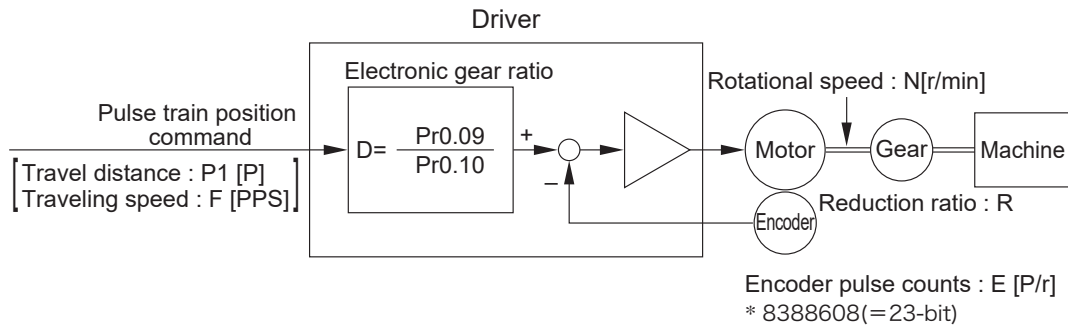 Driver
Electronic gear ratio
Rotational speed : N[r/min]
Pulse train position
command
D= Pr0.09
Pr0.10
+
−
Motor
Gear
Machine
[Travel distance : P1 [P]
Traveling speed : F [PPS]]
Encoder
Reduction ratio : R
Encoder pulse counts : E [P/r]
* 8388608(=23-bit)